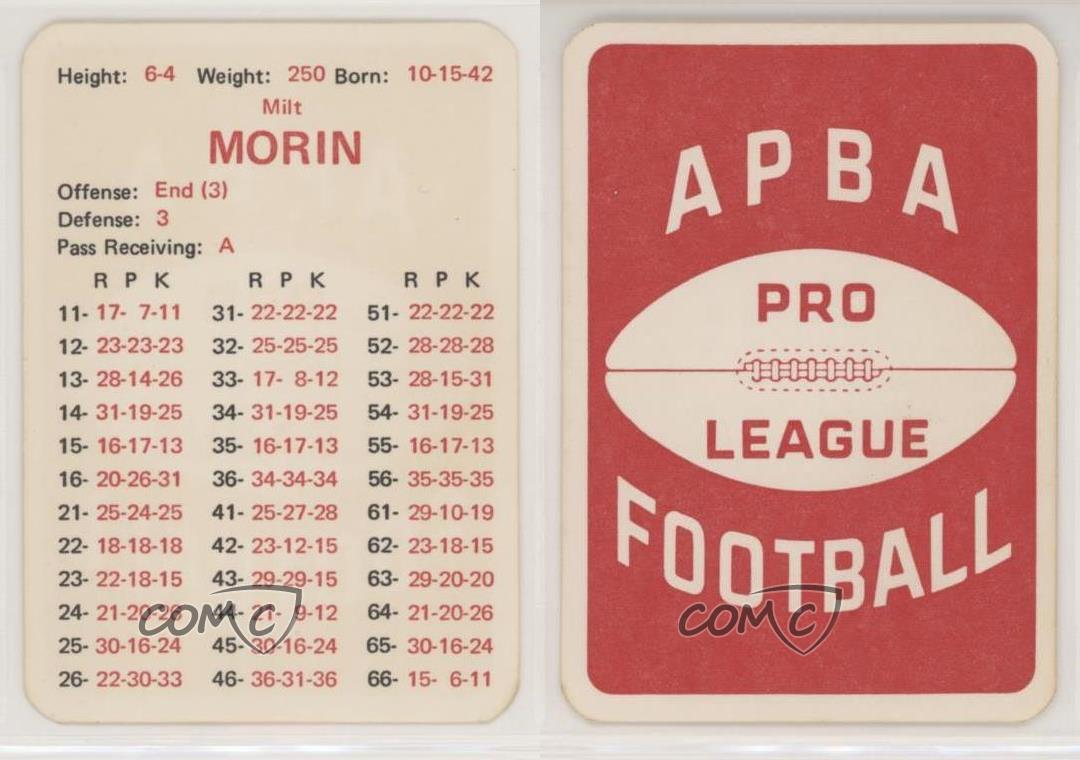 Height: 6-4 Weight: 250 Born: 10-15-42
Milt
MORIN
Offense: End (3)
Defense: 3
Pass Receiving: A
R P K R P K R P K
11- 17- 7-11 31- 22-22-22 51- 22-22-22
12- 23-23-23 32- 25-25-25 52- 28-28-28
13- 28-14-26 33- 17- 8-12 53- 28-15-31
14- 31-19-25 34- 31-19-25 54- 31-19-25
15- 16-17-13 35- 16-17-13 55- 16-17-13
16- 20-26-31 36- 34-34-34 56- 35-35-35
21- 25-24-25 41- 25-27-28 61- 29-10-19
22- 18-18-18 42- 23-12-15 62- 23-18-15
23- 22-18-15 43- 29-29-15 63- 29-20-20
24- 21-20-26 44- 21- 9-12 64- 21-20-26
25- 30-16-24 45- 30-16-24 65- 30-16-24
26- 22-30-33 46- 36-31-36 66- 15- 6-11
COMC
APBA
PRO
LEAGUE
FOOTBALL
COMC